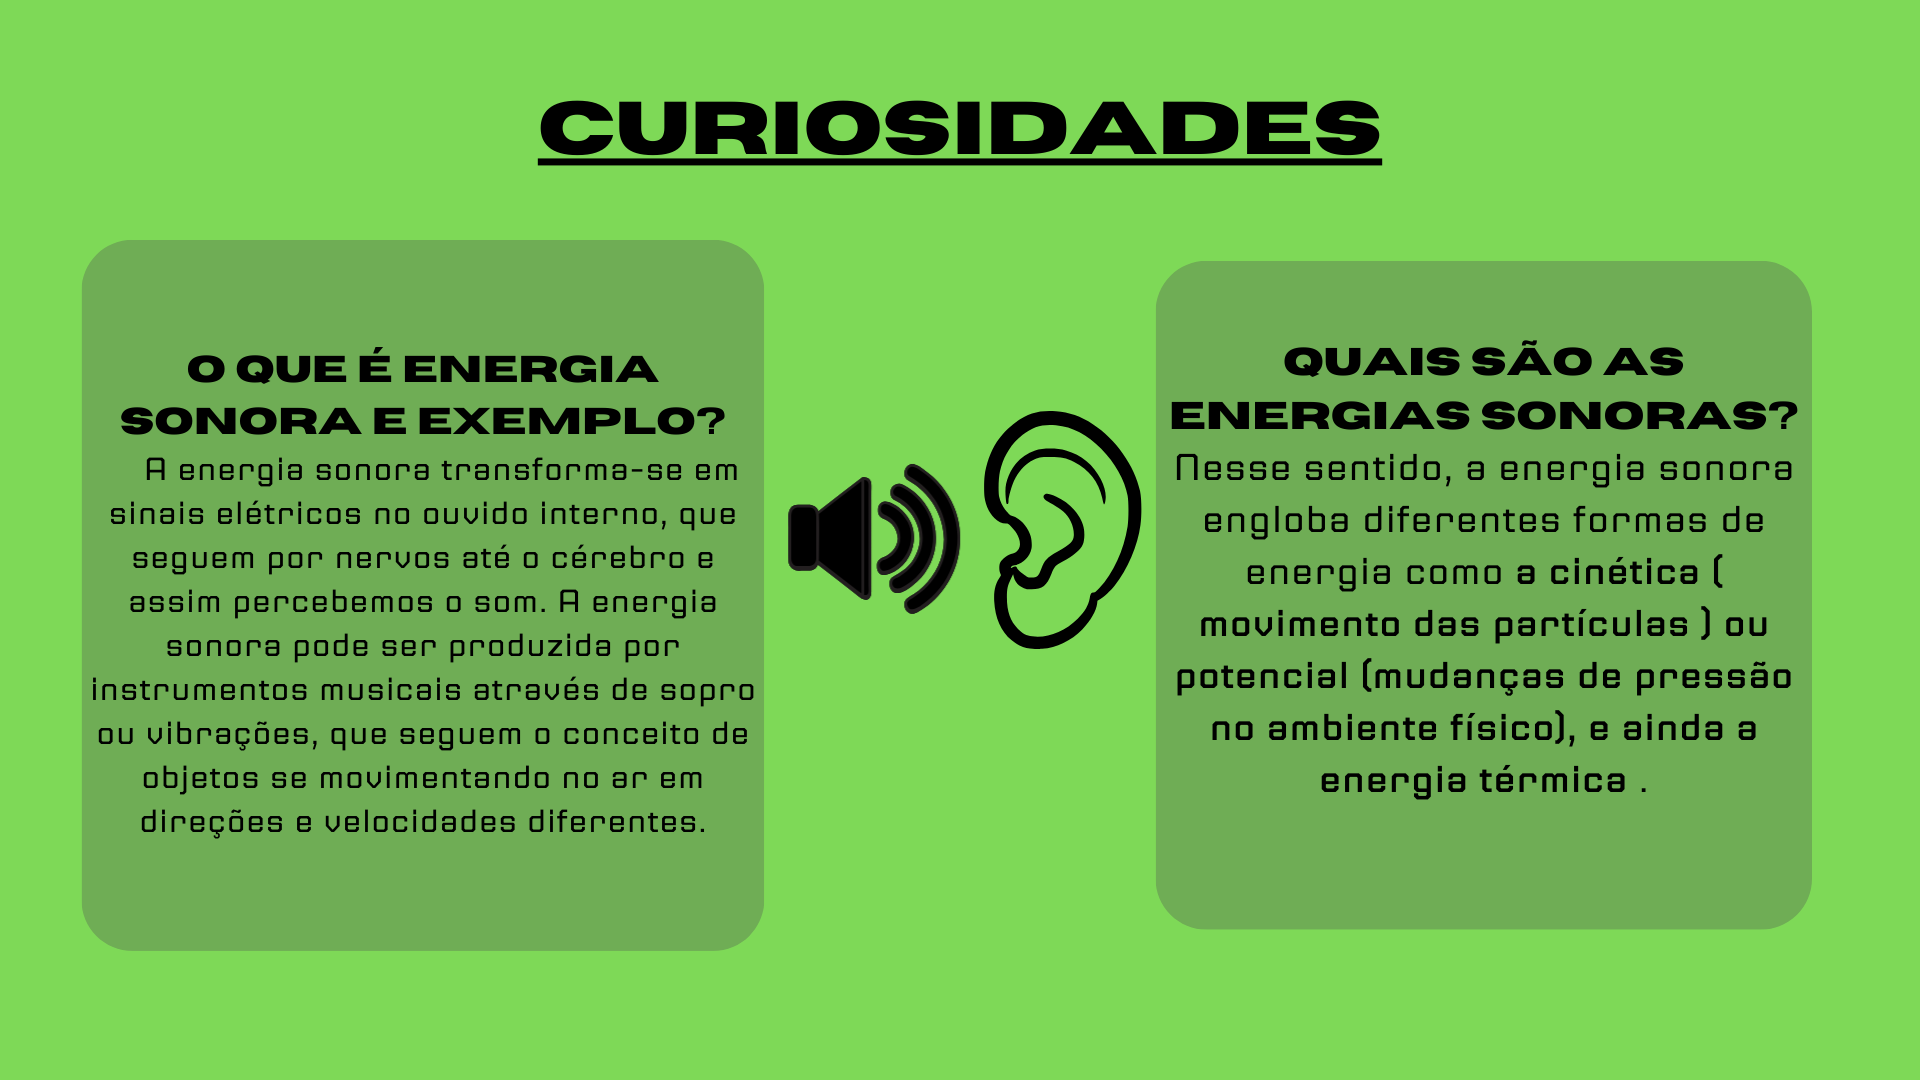 CURIOSIDADES
O QUE É ENERGIA
SONORA E EXEMPLO?
A energia sonora transforma-se em
sinais elétricos no ouvido interno, que
seguem por nervos até o cérebro e
assim percebemos o som. A energia
sonora pode ser produzida por
instrumentos musicais através de sopro
ou vibrações, que seguem o conceito de
objetos se movimentando no ar em
direções e velocidades diferentes.
QUAIS SÃO AS
ENERGIAS SONORAS?
Nesse sentido, a energia sonora
engloba diferentes formas de
energia como a cinética (
movimento das partículas ) ou
potencial (mudanças de pressão
no ambiente físico), e ainda a
energia térmica .